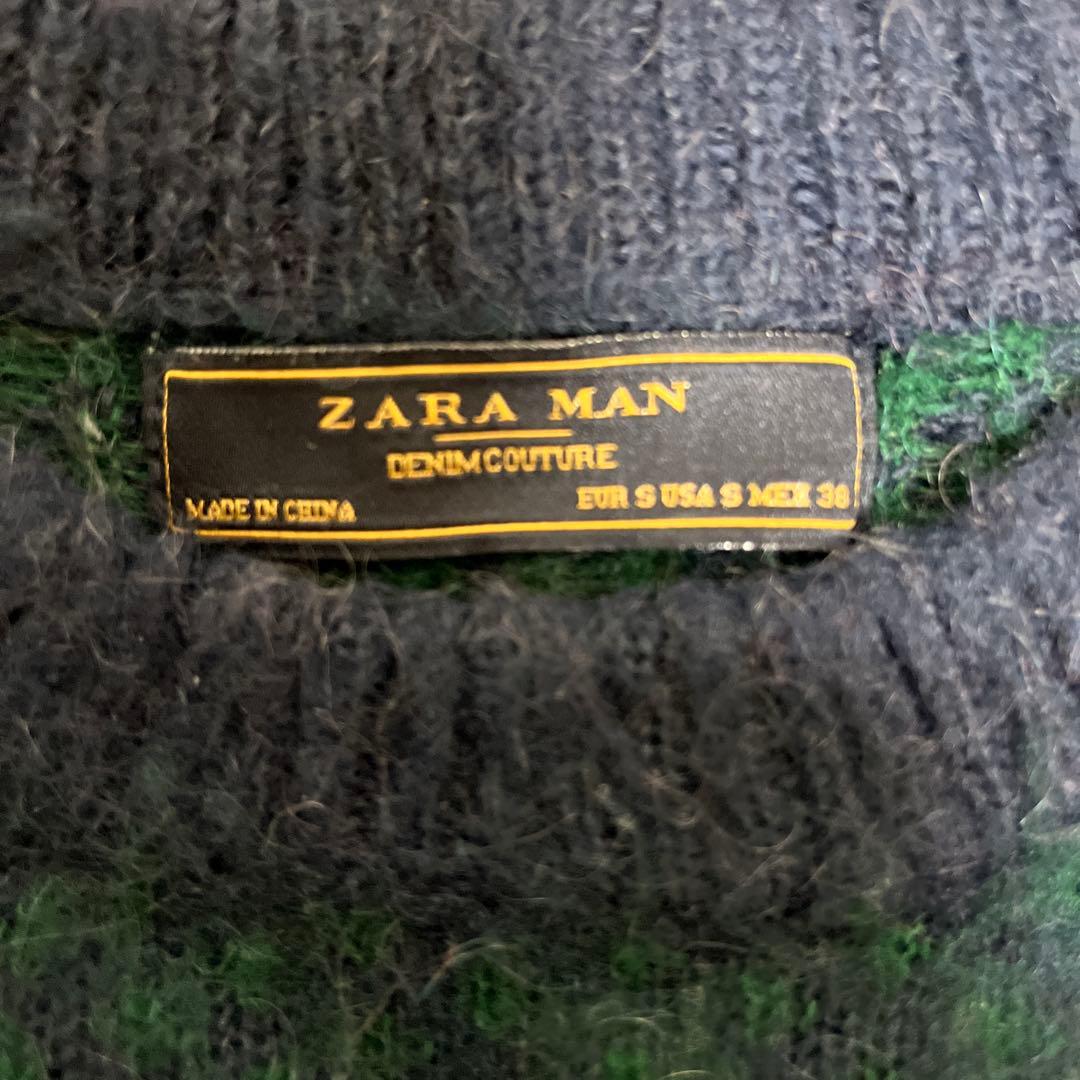 ZARA MAN
DENIM COUTURE
MADE IN CHINA
EUR S USA S MEX 38